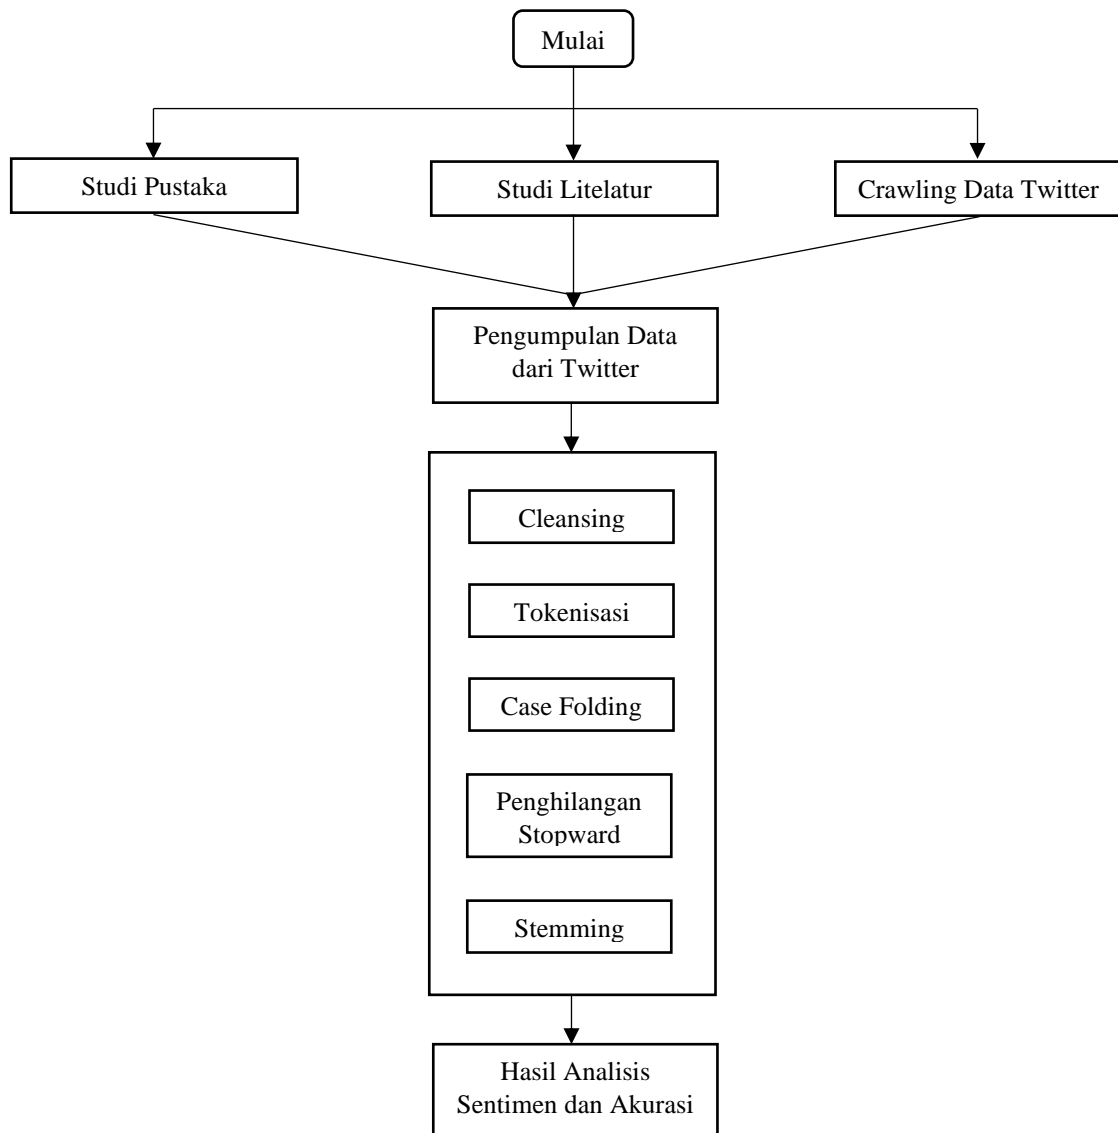 Mulai
Studi Pustaka
Studi Litelatur
Crawling Data Twitter
Pengumpulan Data
dari Twitter
Cleansing
Tokenisasi
Case Folding
Penghilangan
Stopward
Stemming
Hasil Analisis
Sentimen dan Akurasi